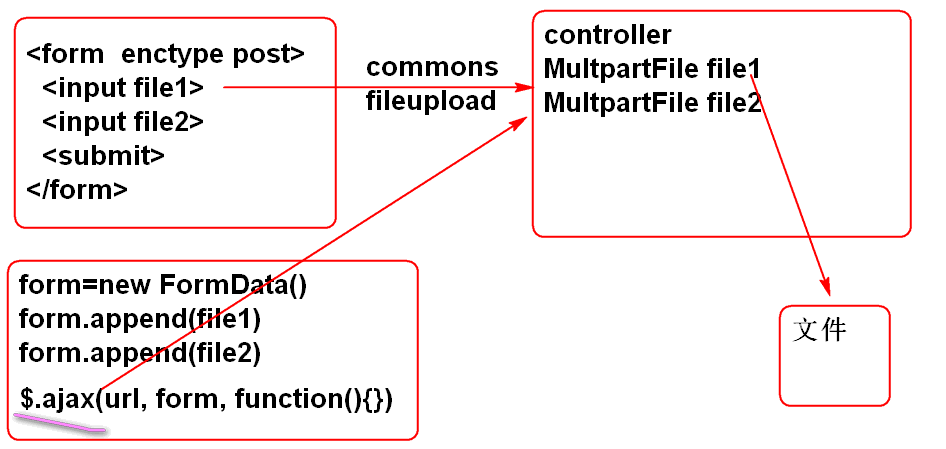 <form  enctype post>
<input file1>
<input file2>
<submit>
</form>
commons
fileupload
controller
MultpartFile file1
MultpartFile file2
form=new FormData()
form.append(file1)
form.append(file2)
$.ajax(url, form, function(){})
文件